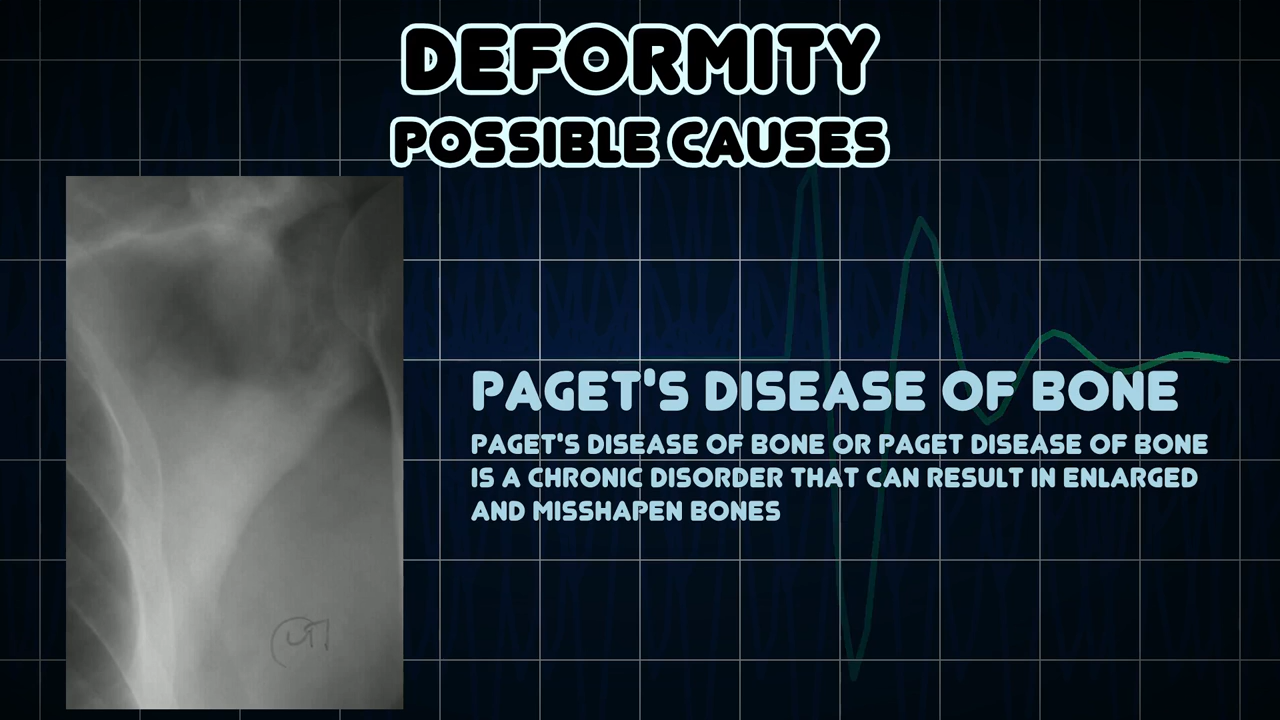 DEFORMITY
POSSIBLE CAUSES
PAGET'S DISEASE OF BONE
PAGET'S DISEASE OF BONE OR PAGET DISEASE OF BONE
IS A CHRONIC DISORDER THAT CAN RESULT IN ENLARGED
AND MISSHAPEN BONES